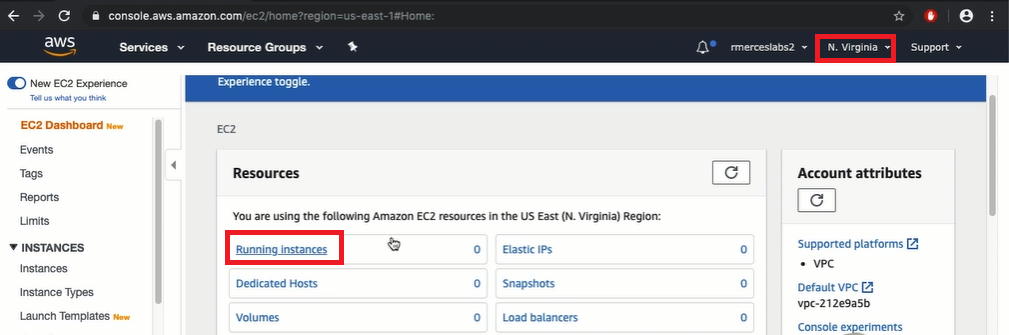 console.aws.amazon.com/ec2/home?region=us-east-1#Home:
aws Services Resource Groups rmerceslabs2 N. Virginia Support
New EC2 Experience
Tell us what you think
Experience toggle.
EC2 Dashboard New
Events
Tags
Reports
Limits
INSTANCES
Instances
Instance Types
Launch Templates New
EC2
Resources
You are using the following Amazon EC2 resources in the US East (N. Virginia) Region:
Running instances 0 Elastic IPs 0
Dedicated Hosts 0 Snapshots 0
Volumes 0 Load balancers 0
Account attributes
Supported platforms
• VPC
Default VPC
vpc-212e9a5b
Console experiments